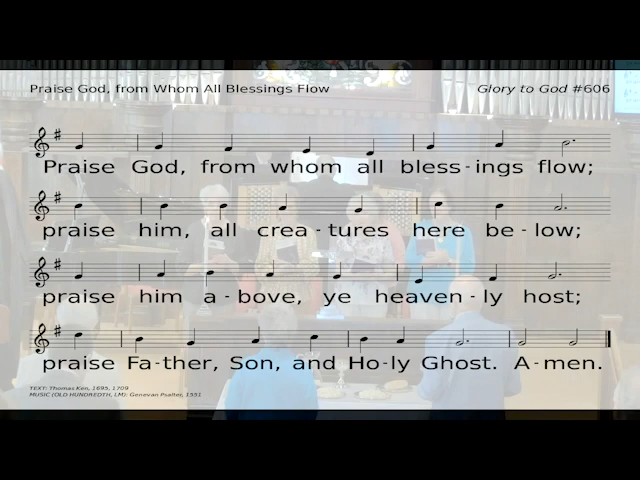 Praise God, from Whom All Blessings Flow
Glory to God #606
Praise God, from whom all bless-ings flow;
praise him, all crea-tures here be-low;
praise him a-bove, ye heaven-ly host;
praise Fa-ther, Son, and Ho-ly Ghost. A-men.
TEXT: Thomas Ken, 1695, 1709
MUSIC (OLD HUNDREDTH, LM): Genevan Psalter, 1551